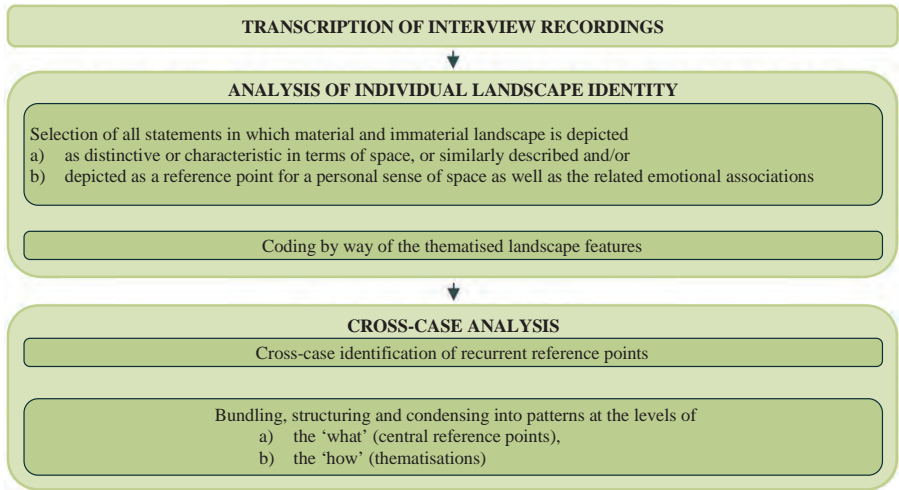 TRANSCRIPTION OF INTERVIEW RECORDINGS
ANALYSIS OF INDIVIDUAL LANDSCAPE IDENTITY
Selection of all statements in which material and immaterial landscape is depicted
a) as distinctive or characteristic in terms of space, or similarly described and/or
b) depicted as a reference point for a personal sense of space as well as the related emotional associations
Coding by way of the thematised landscape features
CROSS-CASE ANALYSIS
Cross-case identification of recurrent reference points
Bundling, structuring and condensing into patterns at the levels of
a) the ‘what’ (central reference points),
b) the ‘how’ (thematisations)